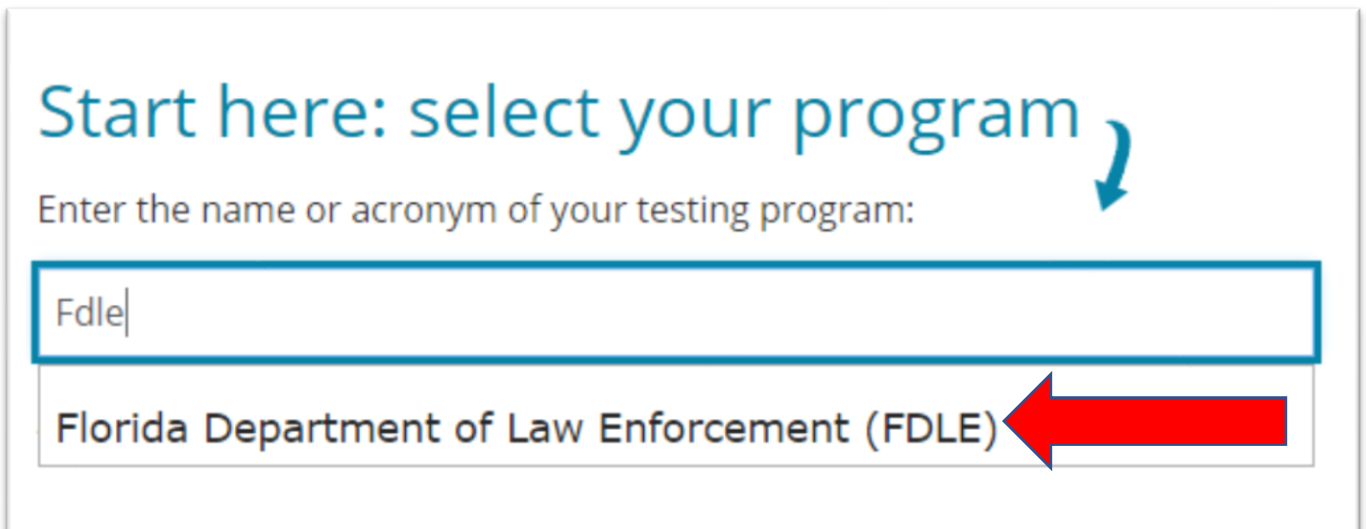 Start here: select your program
Enter the name or acronym of your testing program:
Fdle
Florida Department of Law Enforcement (FDLE)